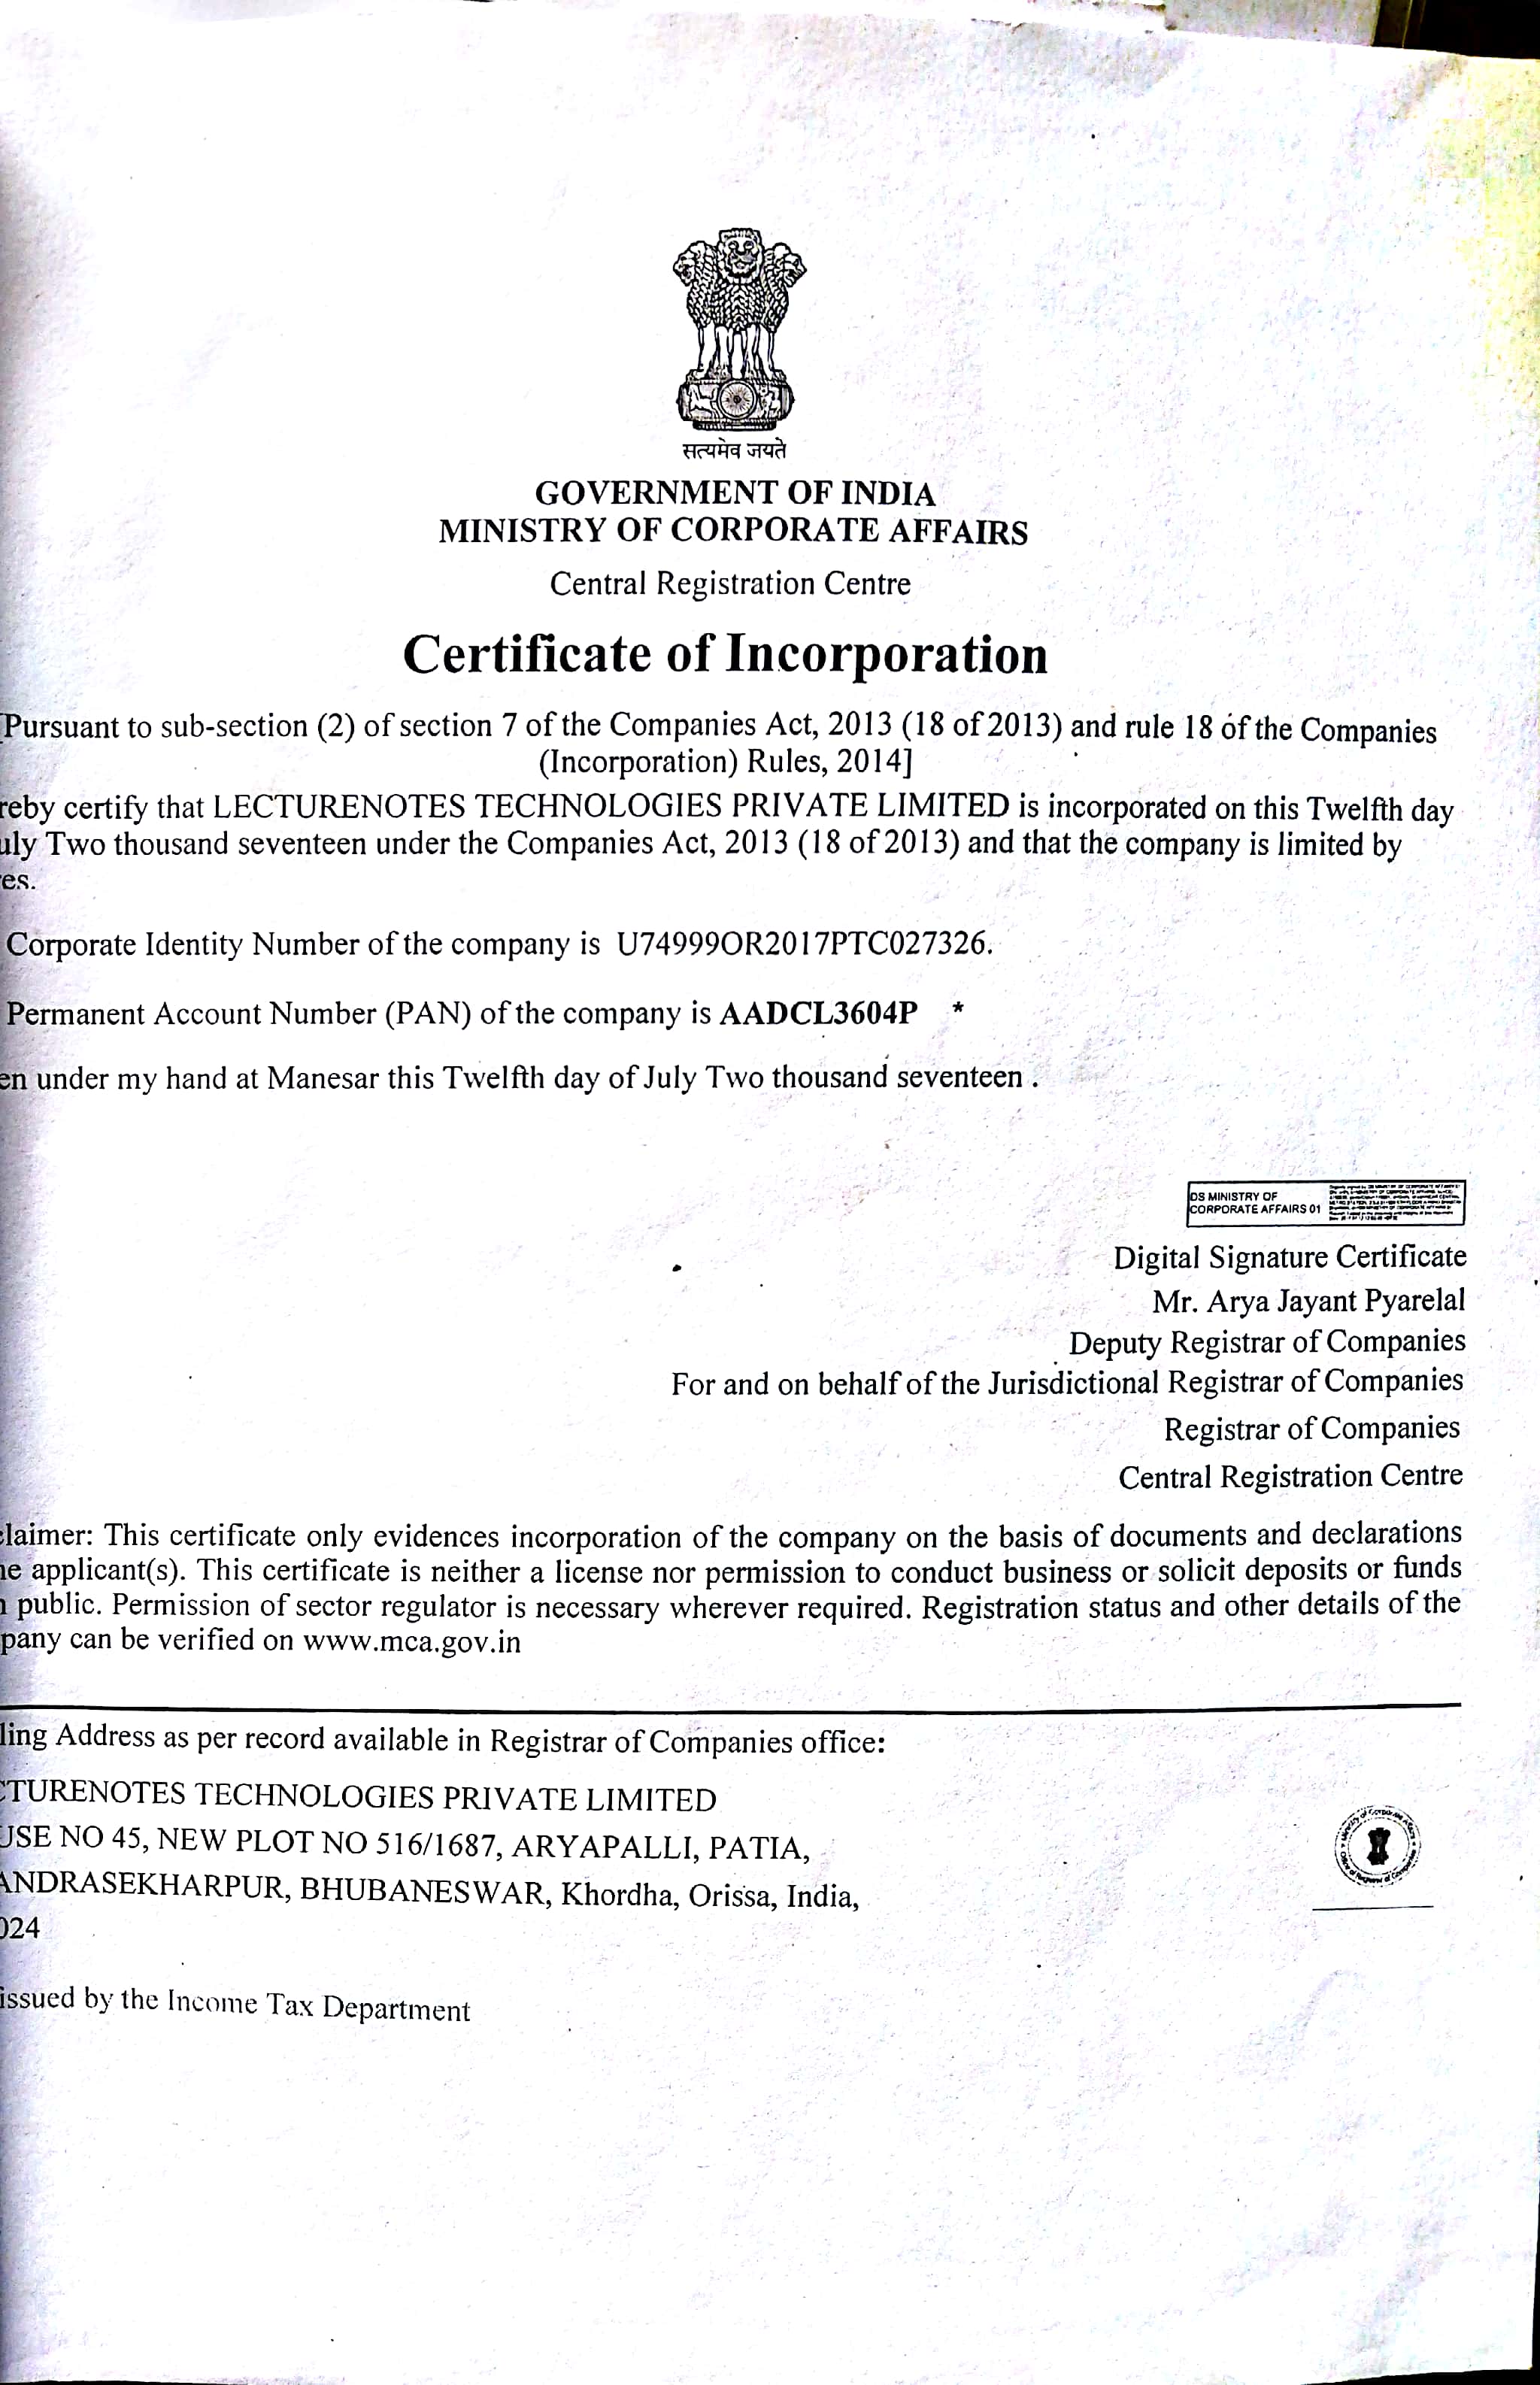 सत्यमेव जयते
GOVERNMENT OF INDIA
MINISTRY OF CORPORATE AFFAIRS
Central Registration Centre
Certificate of Incorporation
[Pursuant to sub-section (2) of section 7 of the Companies Act, 2013 (18 of 2013) and rule 18 of the Companies
(Incorporation) Rules, 2014]
reby certify that LECTURENOTES TECHNOLOGIES PRIVATE LIMITED is incorporated on this Twelfth day
uly Two thousand seventeen under the Companies Act, 2013 (18 of 2013) and that the company is limited by
es.
Corporate Identity Number of the company is U74999OR2017PTC027326.
Permanent Account Number (PAN) of the company is AADCL3604P *
en under my hand at Manesar this Twelfth day of July Two thousand seventeen .
DS MINISTRY OF
CORPORATE AFFAIRS 01
Digital Signature Certificate
Mr. Arya Jayant Pyarelal
Deputy Registrar of Companies
For and on behalf of the Jurisdictional Registrar of Companies
Registrar of Companies
Central Registration Centre
claimer: This certificate only evidences incorporation of the company on the basis of documents and declarations
he applicant(s). This certificate is neither a license nor permission to conduct business or solicit deposits or funds
public. Permission of sector regulator is necessary wherever required. Registration status and other details of the
pany can be verified on www.mca.gov.in
ling Address as per record available in Registrar of Companies office:
CTURENOTES TECHNOLOGIES PRIVATE LIMITED
USE NO 45, NEW PLOT NO 516/1687, ARYAPALLI, PATIA,
ANDRASEKHARPUR, BHUBANESWAR, Khordha, Orissa, India,
024
issued by the Income Tax Department